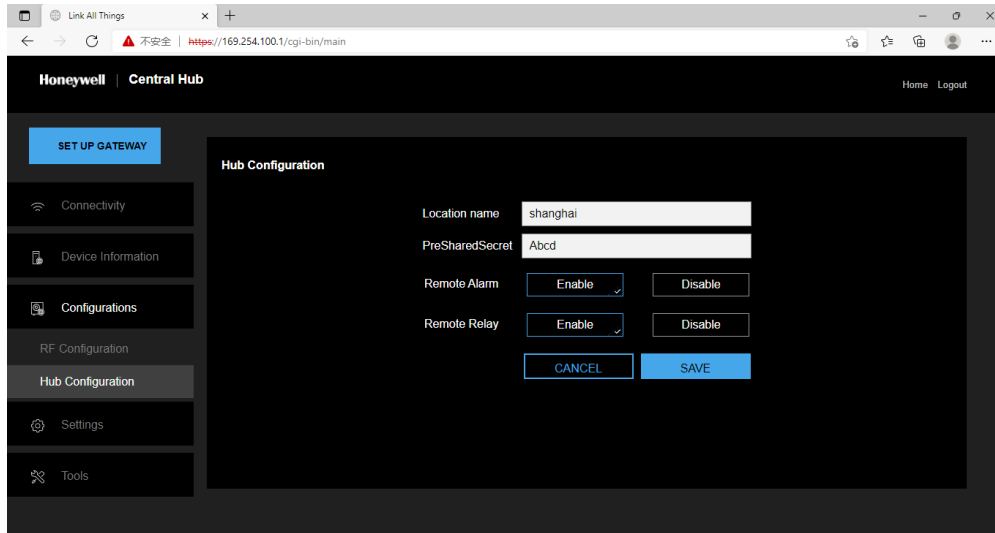 Link All Things
不安全 | https://169.254.100.1/cgi-bin/main
Honeywell | Central Hub
Home Logout
SET UP GATEWAY
Hub Configuration
Connectivity
Device Information
Configurations
RF Configuration
Hub Configuration
Settings
Tools
Location name shanghai
PreSharedSecret Abcd
Remote Alarm Enable Disable
Remote Relay Enable Disable
CANCEL SAVE